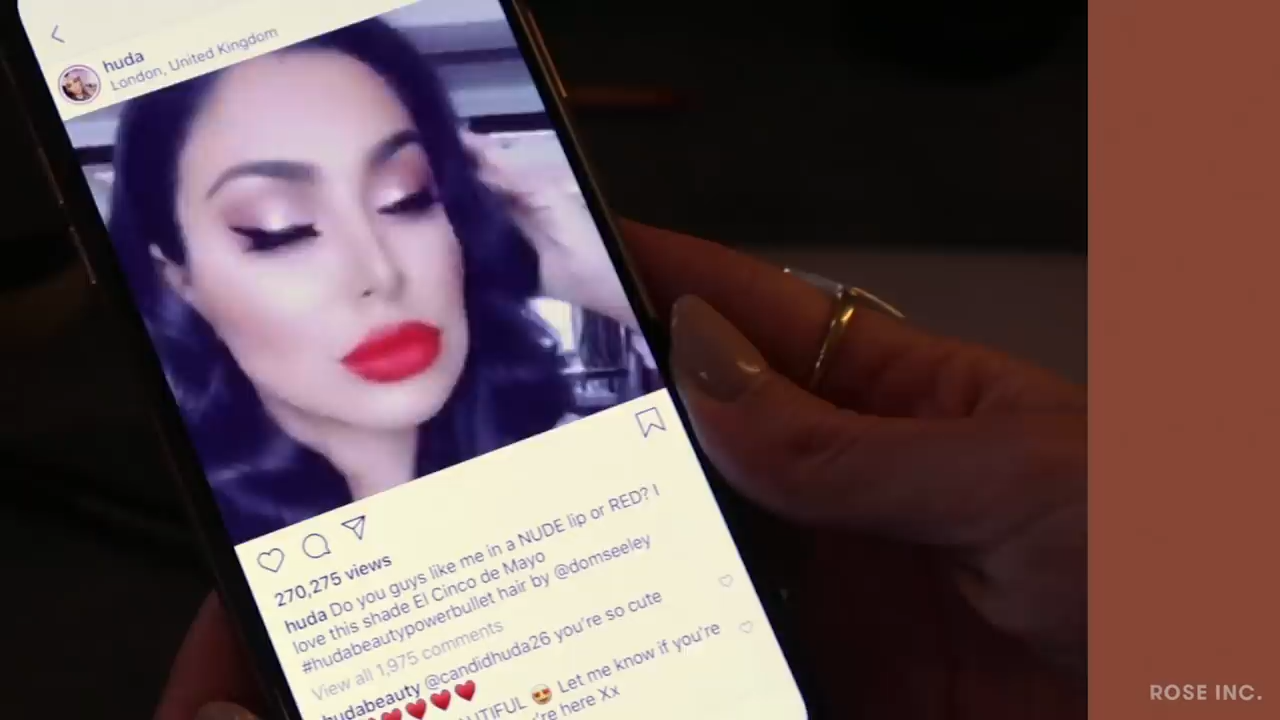 huda
London, United Kingdom
270,275 views
huda Do you guys like me in a NUDE lip or RED? I
love this shade El Cinco de Mayo
#hudabeautypowerbullet hair by @domseeley
View all 1,975 comments
hudabeauty @candidhuda26 you're so cute
❤️❤️❤️❤️
😍 Let me know if you're
here Xx
ROSE INC.